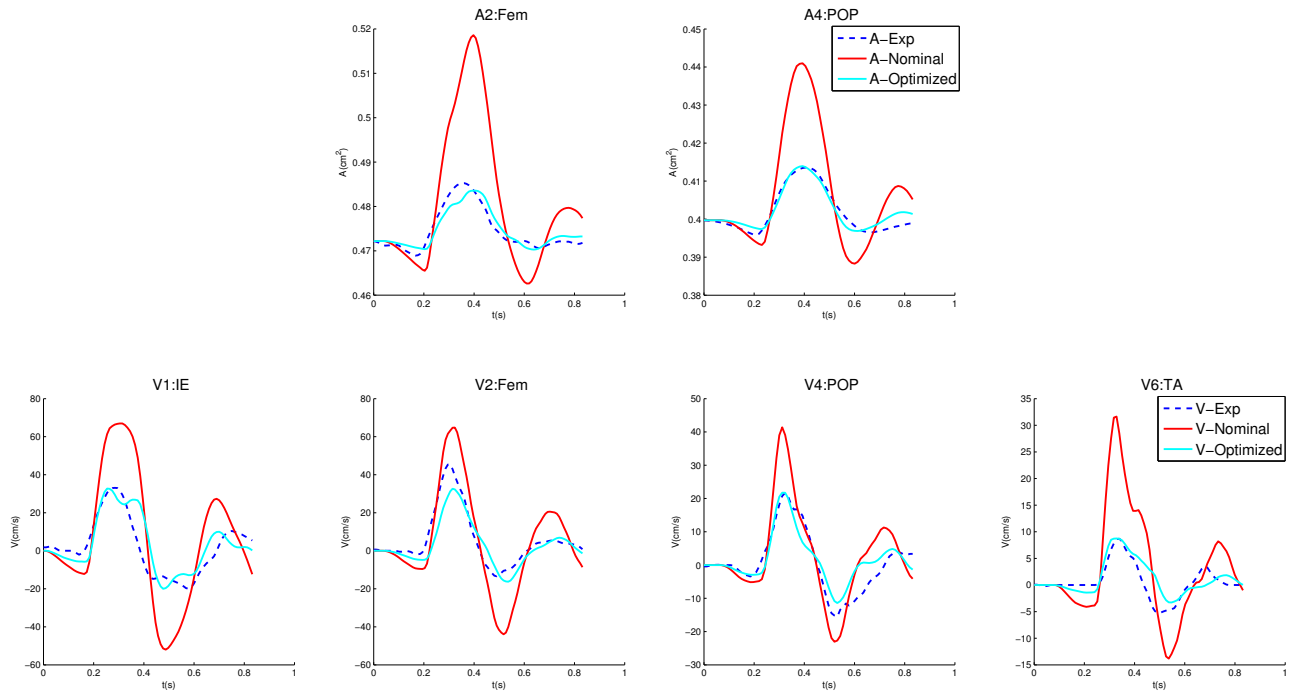 A2:Fem
A4:POP
0.52
0.51
0.5
0.49
0.48
0.47
0.46
A(cm²)
0 0.2 0.4 0.6 0.8 1
t(s)
0.45
0.44
0.43
0.42
0.41
0.4
0.39
0.38
A(cm²)
0 0.2 0.4 0.6 0.8 1
t(s)
A−Exp
A−Nominal
A−Optimized
V1:IE
80
60
40
20
0
−20
−40
−60
V(cm/s)
0 0.2 0.4 0.6 0.8 1
t(s)
V2:Fem
80
60
40
20
0
−20
−40
−60
V(cm/s)
0 0.2 0.4 0.6 0.8 1
t(s)
V4:POP
50
40
30
20
10
0
−10
−20
−30
V(cm/s)
0 0.2 0.4 0.6 0.8 1
t(s)
V6:TA
35
30
25
20
15
10
5
0
−5
−10
−15
V(cm/s)
0 0.2 0.4 0.6 0.8 1
t(s)
V−Exp
V−Nominal
V−Optimized